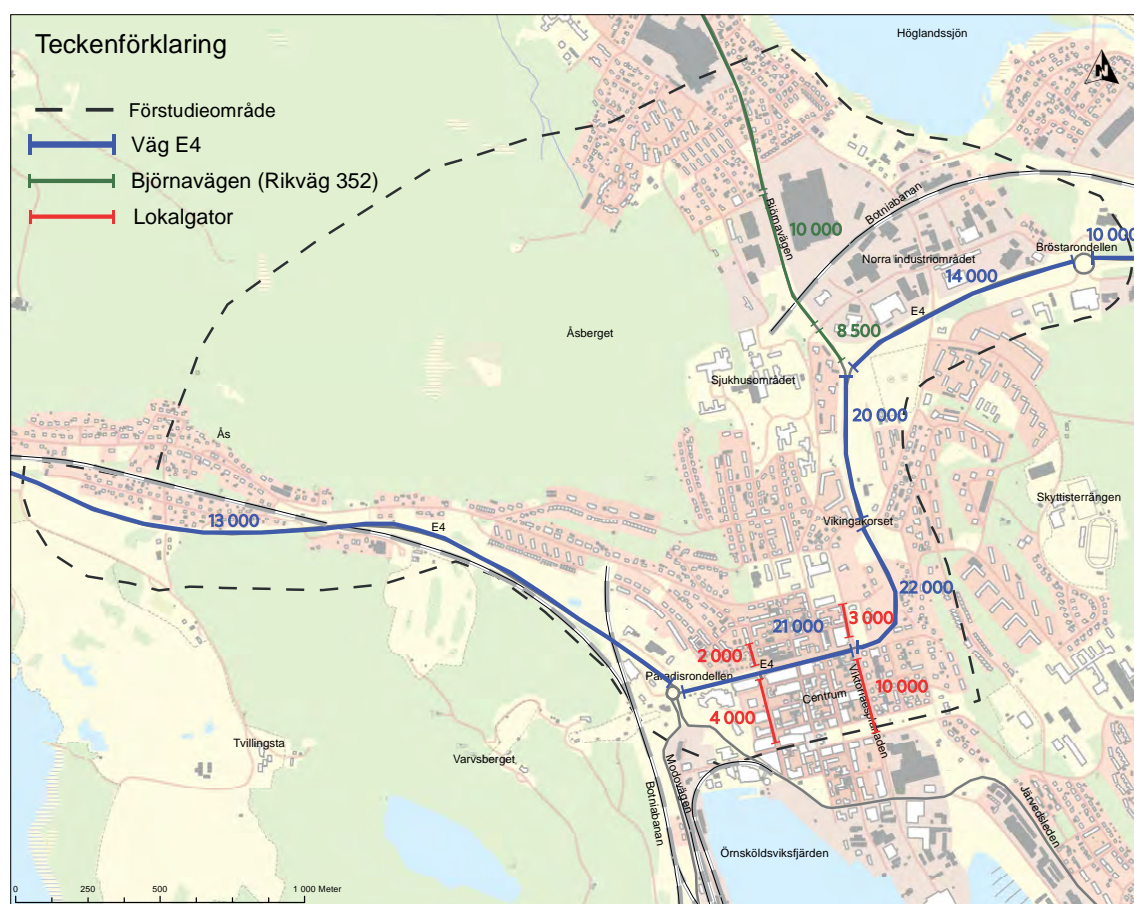 Teckenförklaring
Förstudieområde
Väg E4
Björnavägen (Rikväg 352)
Lokalgator
Höglandssjön
N
Botniabanan
Björnavägen
10 000
10 000
Bröstarondellen
Norra industriområdet
14 000
E4
8 500
Åsberget
Sjukhusområdet
20 000
Ås
Skyttisterrängen
13 000
E4
Vikingakorset
22 000
3 000
21 000
2 000
E4
Paradisrondellen
Viktoriaesplanaden
10 000
Centrum
4 000
Tvillingsta
Varvsberget
Modovägen
Botniabanan
Järvedsleden
Örnsköldsviksfjärden
0 250 500 1 000 Meter